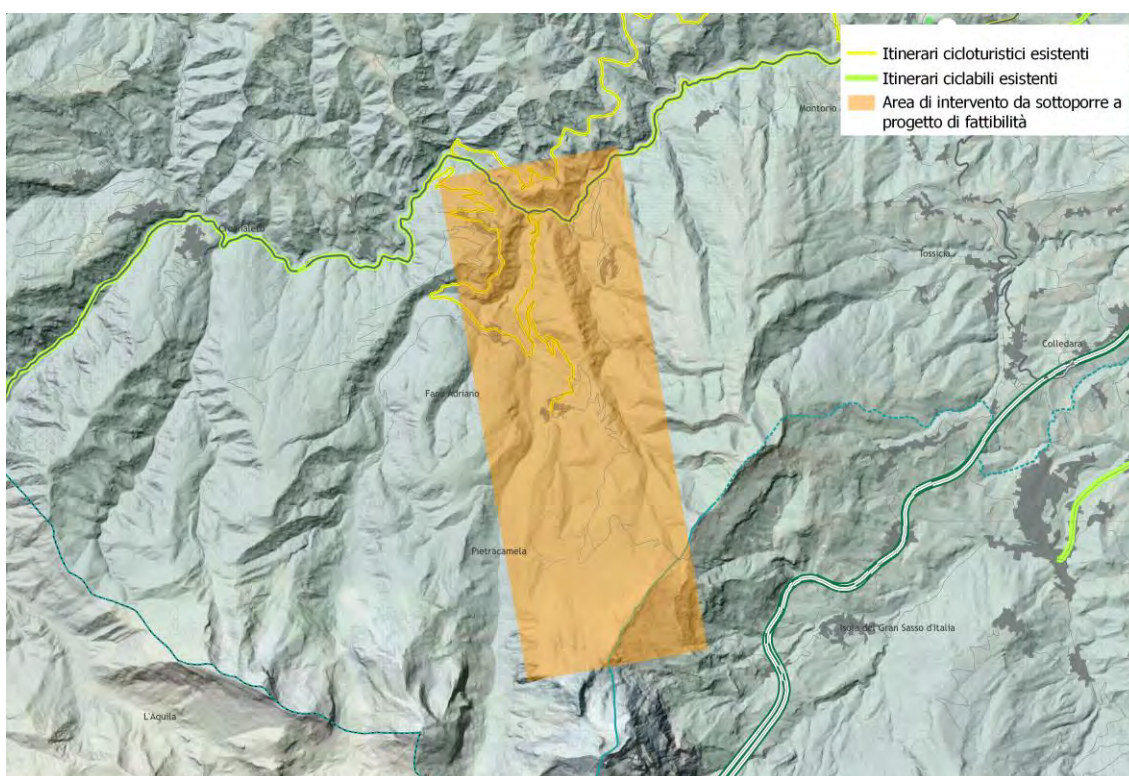 Itinerari cicloturistici esistenti
Itinerari ciclabili esistenti
Area di intervento da sottoporre a
progetto di fattibilità
Montorio
Crognaleto
Tossicia
Colledara
Fano Adriano
Pietracamela
Isola del Gran Sasso d'Italia
L'Aquila